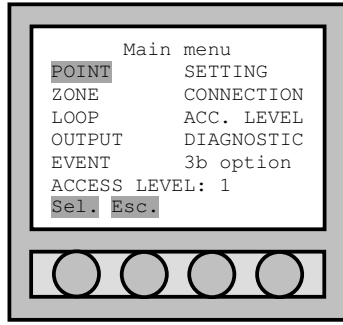 Main menu
POINT SETTING
ZONE CONNECTION
LOOP ACC. LEVEL
OUTPUT DIAGNOSTIC
EVENT 3b option
ACCESS LEVEL: 1
Sel. Esc.